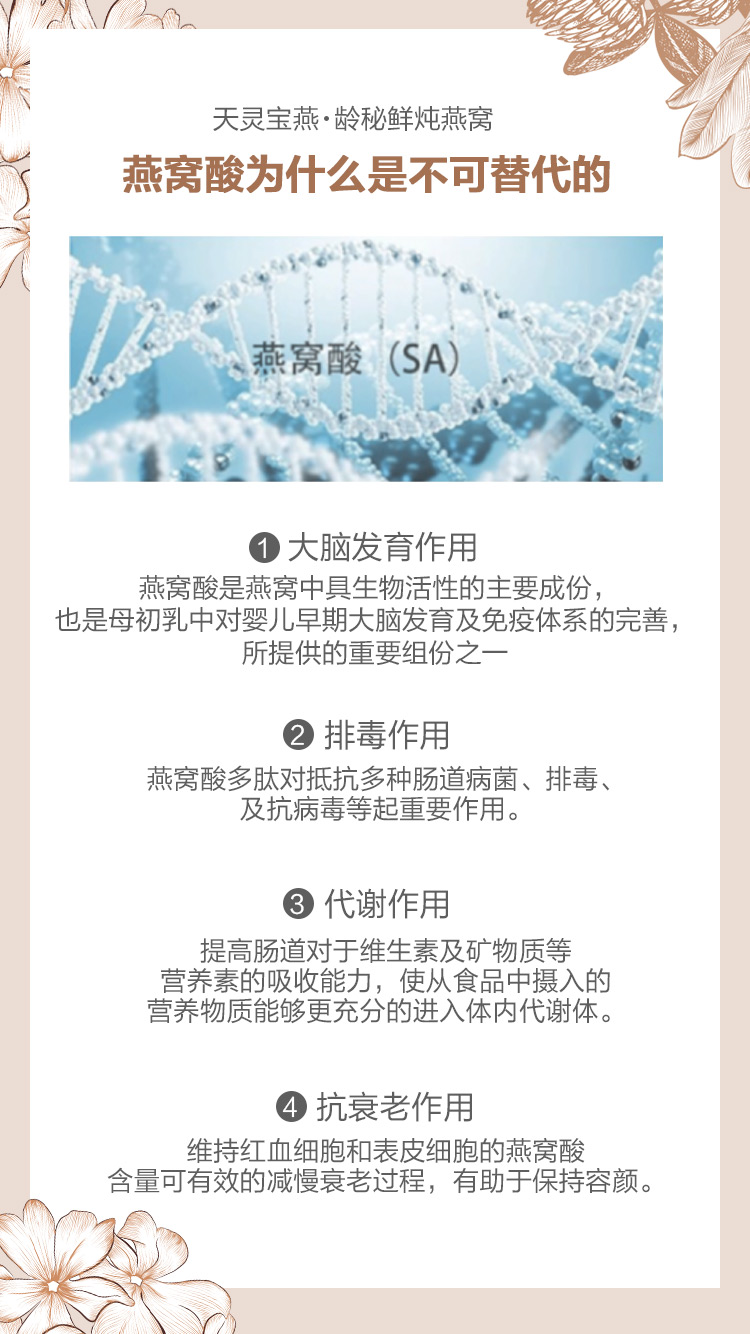 天灵宝燕·龄秘鲜炖燕窝
燕窝酸为什么是不可替代的
燕窝酸（SA）
1 大脑发育作用
燕窝酸是燕窝中具生物活性的主要成份，
也是母初乳中对婴儿早期大脑发育及免疫体系的完善，
所提供的重要组份之一
2 排毒作用
燕窝酸多肽对抵抗多种肠道病菌、排毒、
及抗病毒等起重要作用。
3 代谢作用
提高肠道对于维生素及矿物质等
营养素的吸收能力，使从食品中摄入的
营养物质能够更充分的进入体内代谢体。
4 抗衰老作用
维持红血细胞和表皮细胞的燕窝酸
含量可有效的减慢衰老过程，有助于保持容颜。